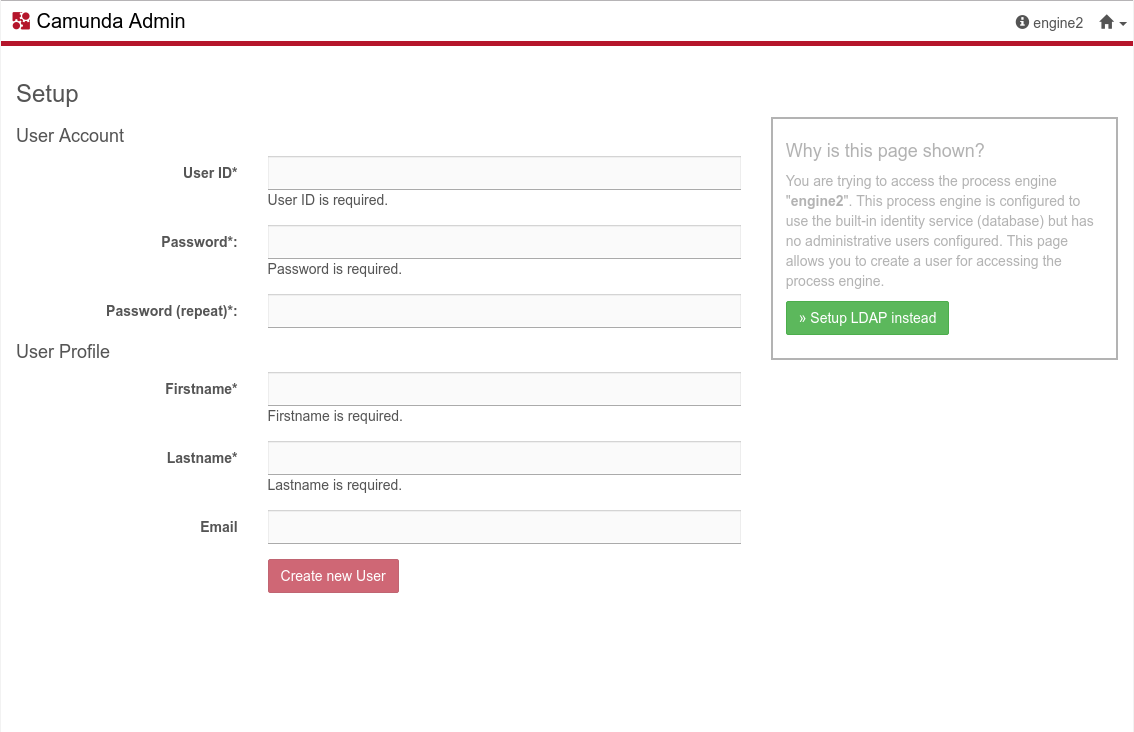 Camunda Admin
engine2
Setup
User Account
User ID*
User ID is required.
Password*:
Password is required.
Password (repeat)*:
User Profile
Firstname*
Firstname is required.
Lastname*
Lastname is required.
Email
Create new User
Why is this page shown?
You are trying to access the process engine
"engine2". This process engine is configured to
use the built-in identity service (database) but has
no administrative users configured. This page
allows you to create a user for accessing the
process engine.
» Setup LDAP instead